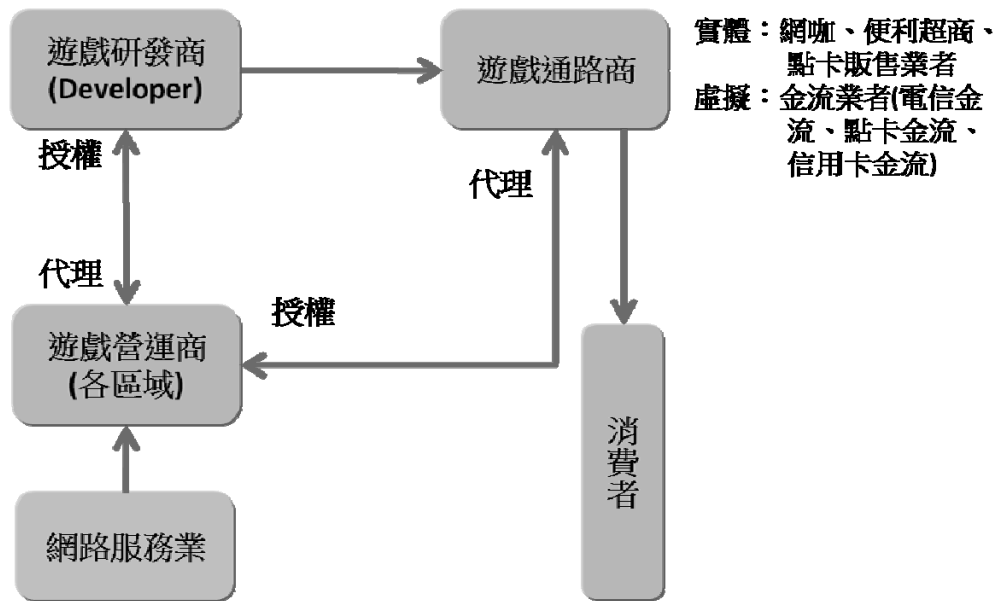 遊戲研發商
(Developer)
遊戲通路商
實體：網咖、便利超商、
點卡販售業者
虛擬：金流業者(電信金
流、點卡金流、
信用卡金流)
授權
代理
代理
授權
遊戲營運商
(各區域)
消費者
網路服務業